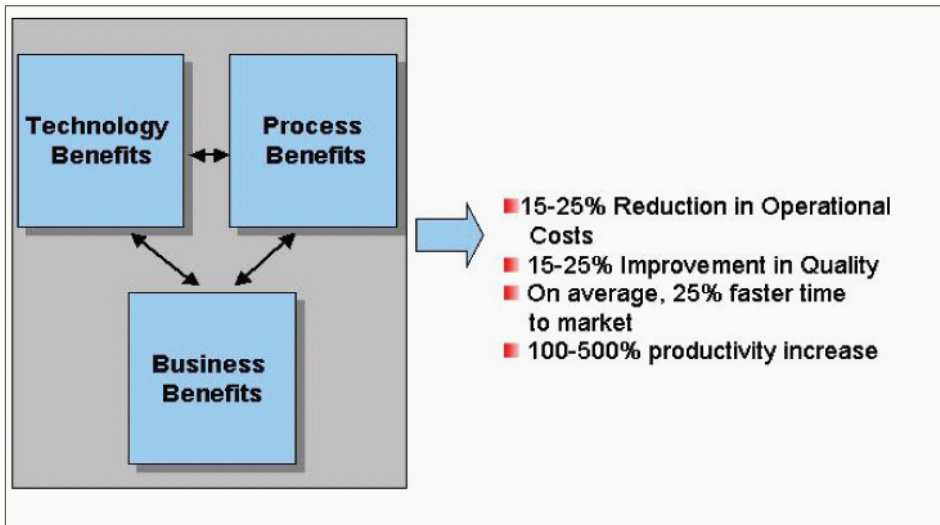 Technology
Benefits
Process
Benefits
Business
Benefits
15-25% Reduction in Operational
Costs
15-25% Improvement in Quality
On average, 25% faster time
to market
100-500% productivity increase